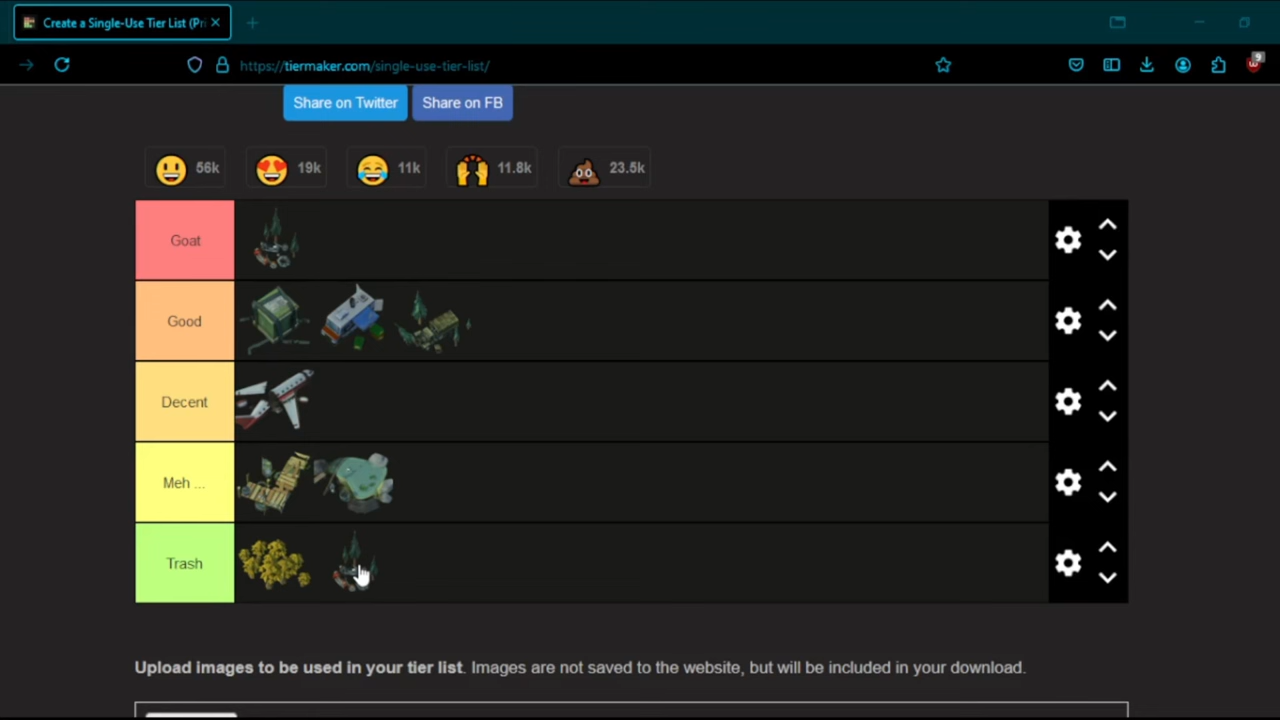 Create a Single-Use Tier List (Pri
https://tiermaker.com/single-use-tier-list/
9
Share on Twitter
Share on FB
56k
19k
11k
11.8k
23.5k
Goat
Good
Decent
Meh ...
Trash
Upload images to be used in your tier list. Images are not saved to the website, but will be included in your download.